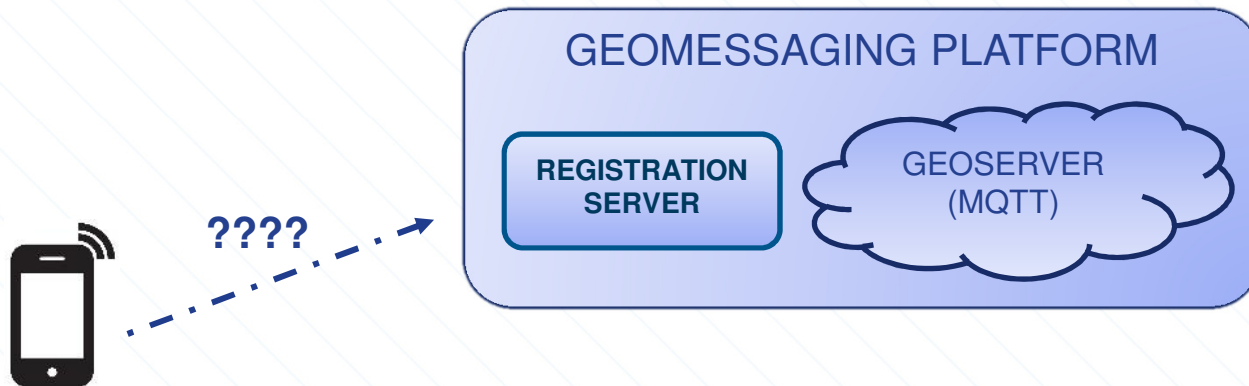 GEOMESSAGING PLATFORM
REGISTRATION
SERVER
GEOSERVER
(MQTT)
????